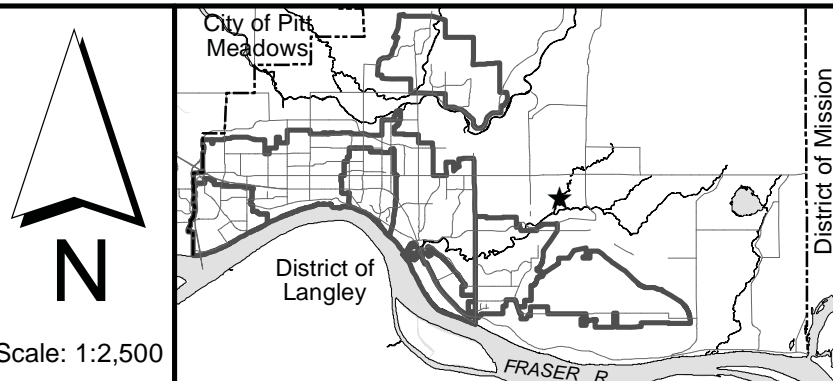 City of Pitt
Meadows
District of Mission
District of
Langley
N
Scale: 1:2,500
FRASER R